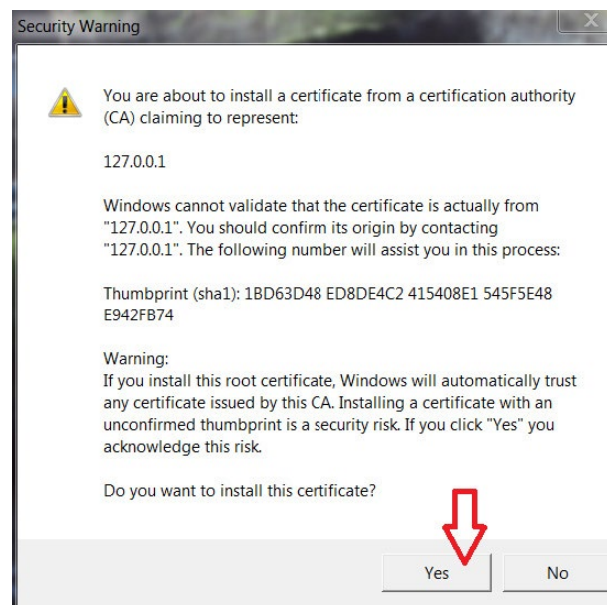 Security Warning
You are about to install a certificate from a certification authority
(CA) claiming to represent:
127.0.0.1
Windows cannot validate that the certificate is actually from
"127.0.0.1". You should confirm its origin by contacting
"127.0.0.1". The following number will assist you in this process:
Thumbprint (sha1): 1BD63D48 ED8DE4C2 415408E1 545F5E48
E942FB74
Warning:
If you install this root certificate, Windows will automatically trust
any certificate issued by this CA. Installing a certificate with an
unconfirmed thumbprint is a security risk. If you click "Yes" you
acknowledge this risk.
Do you want to install this certificate?
Yes No